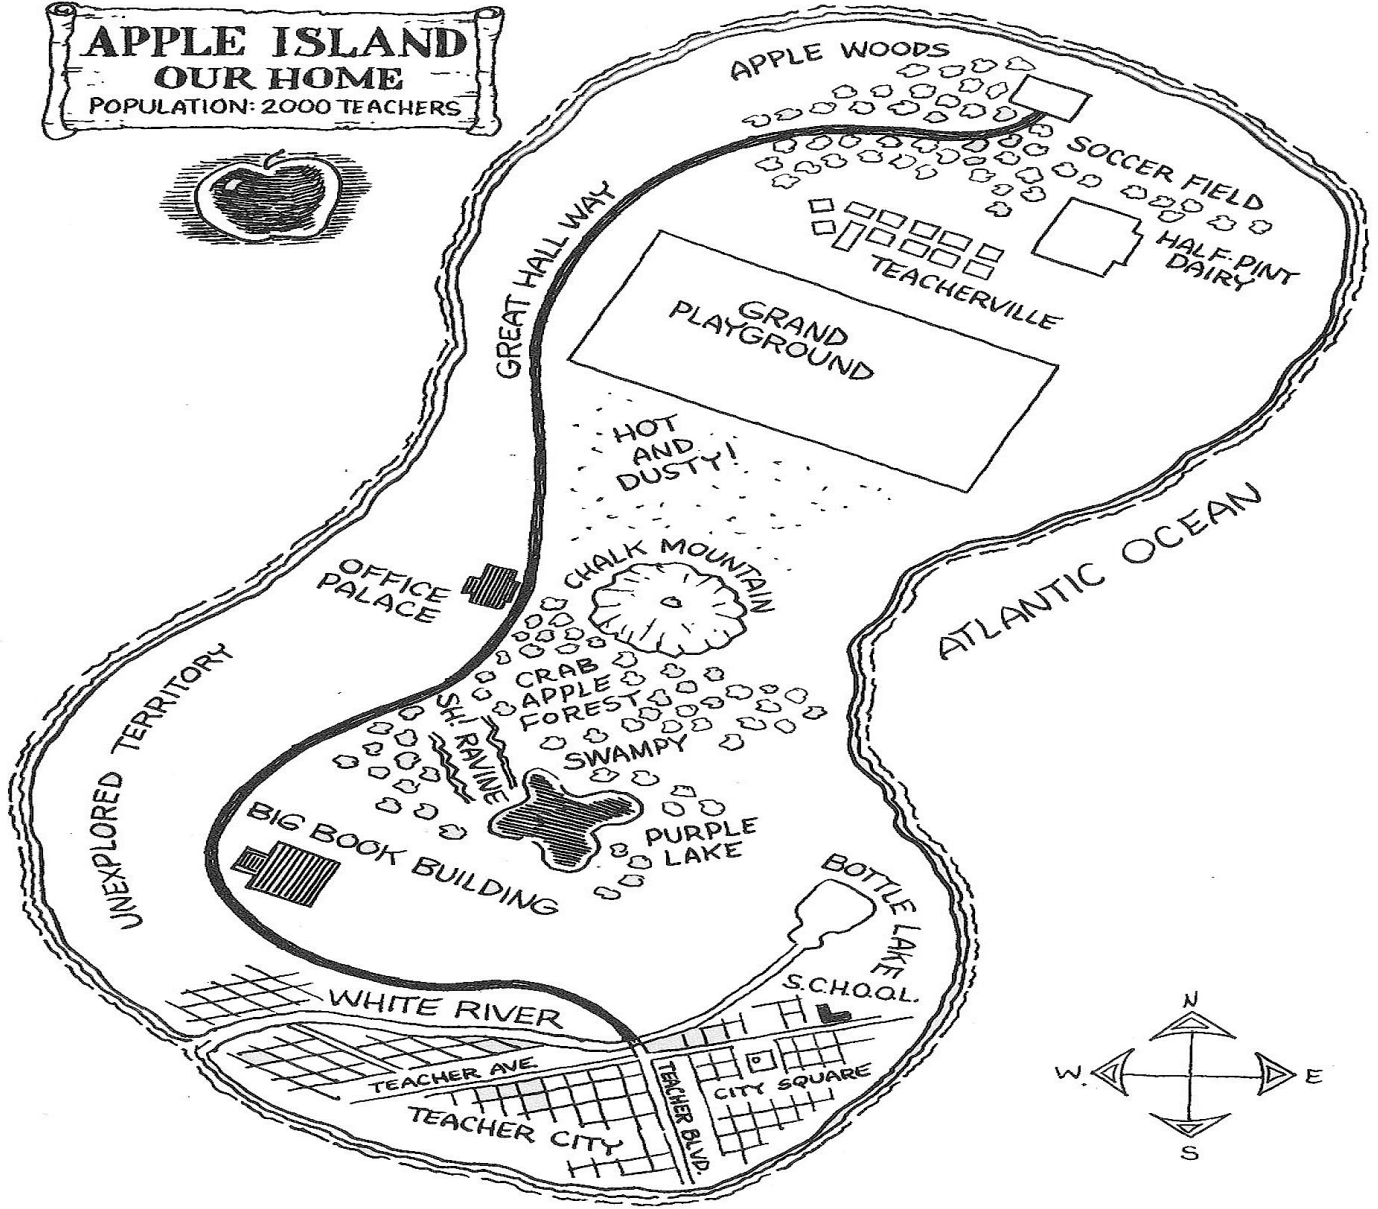 APPLE ISLAND
OUR HOME
POPULATION: 2000 TEACHERS
APPLE WOODS
SOCCER FIELD
HALF-PINT
DAIRY
TEACHERVILLE
GREAT HALL WAY
GRAND
PLAYGROUND
HOT
AND
DUSTY!
ATLANTIC OCEAN
CHALK MOUNTAIN
OFFICE
PALACE
CRAB
APPLE
FOREST
UNEXPLORED TERRITORY
SH! RAVINE
SWAMPY
PURPLE
LAKE
BIG BOOK BUILDING
BOTTLE LAKE
S.C.H.O.O.L.
WHITE RIVER
TEACHER AVE.
TEACHER BLVD.
CITY SQUARE
TEACHER CITY
N
W.
E
S